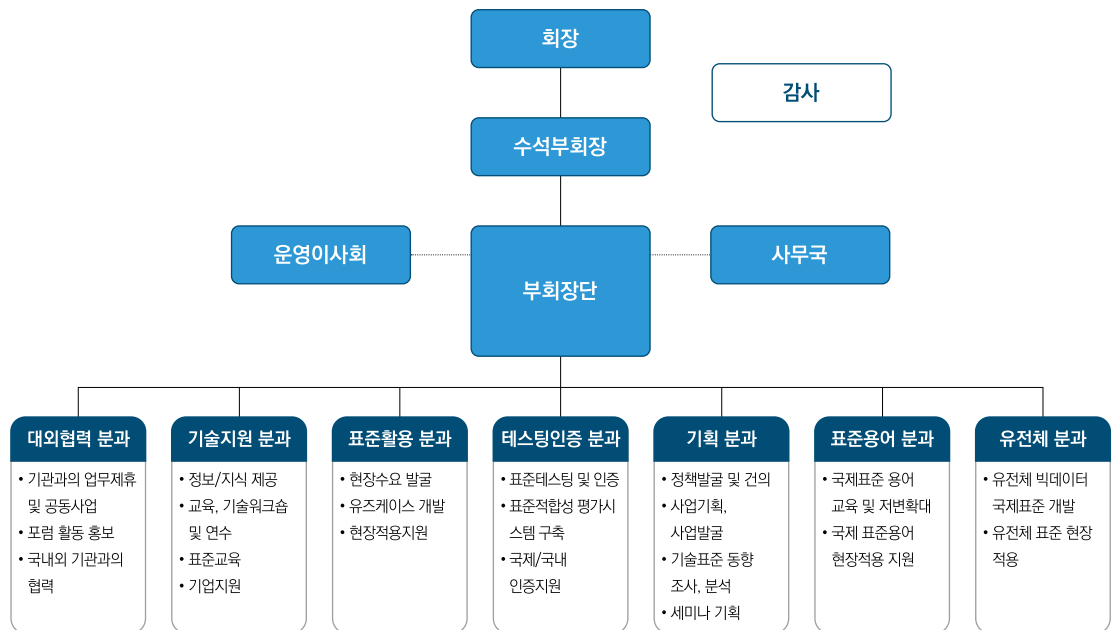 회장
감사
수석부회장
운영이사회
부회장단
사무국
대외협력 분과
• 기관과의 업무제휴
및 공동사업
• 포럼 활동 홍보
• 국내외 기관과의
협력
기술지원 분과
• 정보/지식 제공
• 교육, 기술워크숍
및 연수
• 표준교육
• 기업지원
표준활용 분과
• 현장수요 발굴
• 유즈케이스 개발
• 현장적용지원
테스팅인증 분과
• 표준테스팅 및 인증
• 표준적합성 평가시
스템 구축
• 국제/국내
인증지원
기획 분과
• 정책발굴 및 건의
• 사업기획,
사업발굴
• 기술표준 동향
조사, 분석
• 세미나 기획
표준용어 분과
• 국제표준 용어
교육 및 저변확대
• 국제 표준용어
현장적용 지원
유전체 분과
• 유전체 빅데이터
국제표준 개발
• 유전체 표준 현장
적용